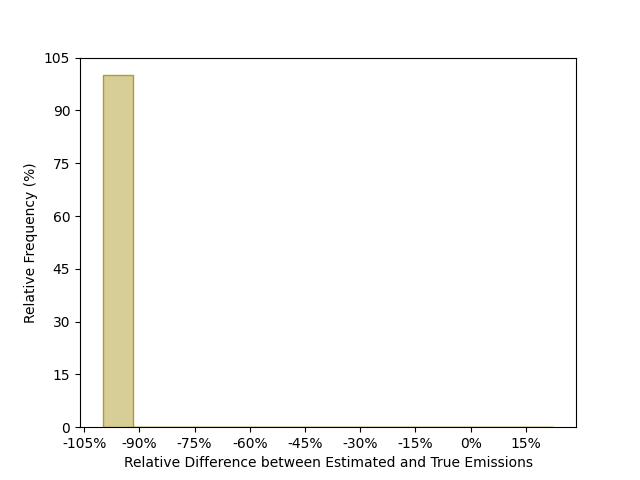 105
90
75
60
45
30
15
0
Relative Frequency (%)
-105% -90% -75% -60% -45% -30% -15% 0% 15%
Relative Difference between Estimated and True Emissions